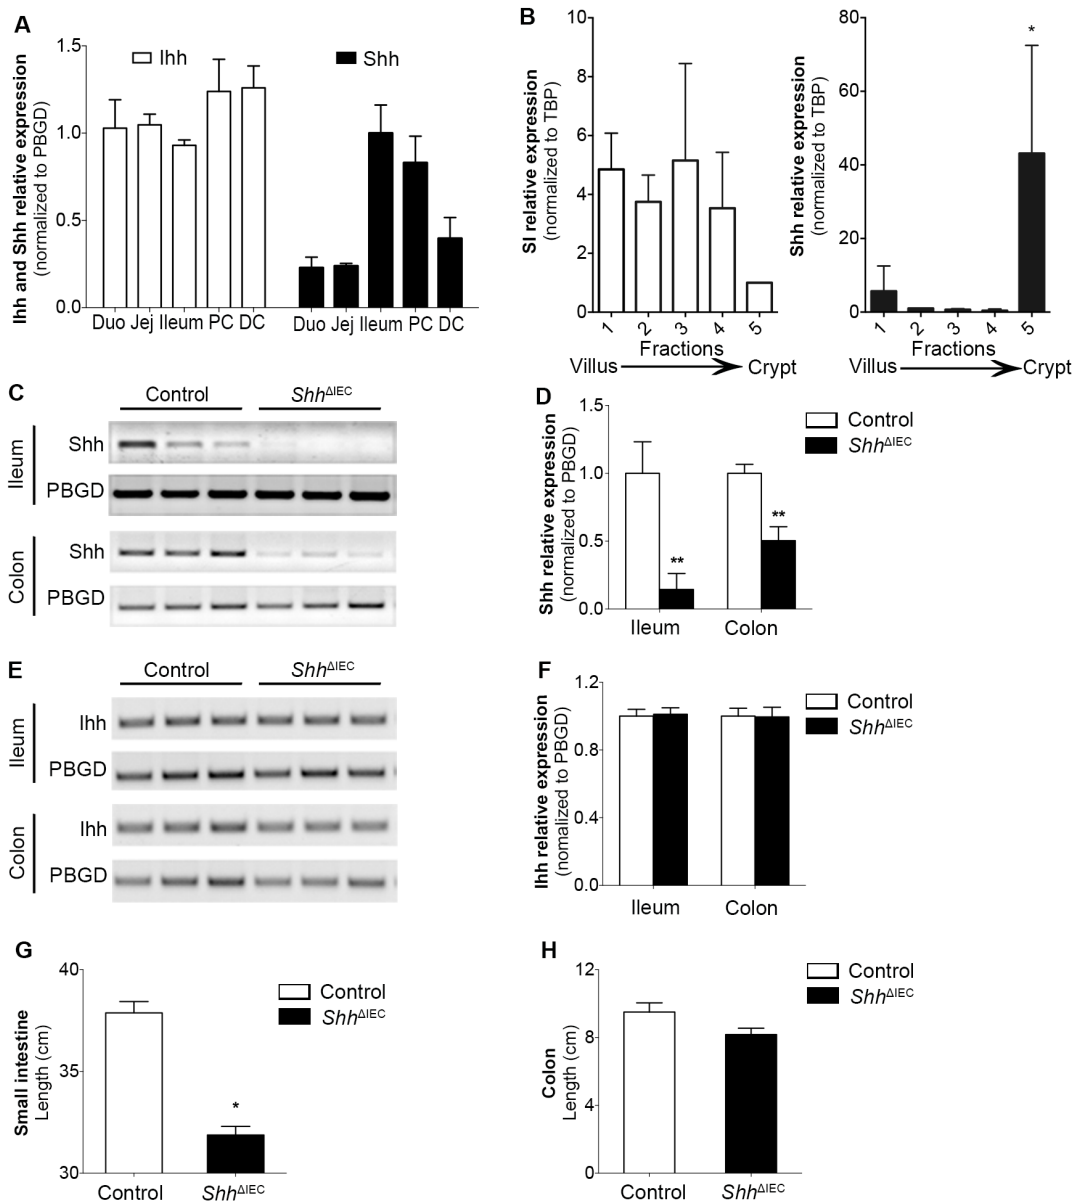 A
Ihh and Shh relative expression
(normalized to PBGD)
1.5
1.0
0.5
0.0
Ihh
Shh
Duo Jej Ileum PC DC
Duo Jej Ileum PC DC
B
SI relative expression
(normalized to TBP)
10
8
6
4
2
0
1 2 3 4 5
Fractions
Villus Crypt
Shh relative expression
(normalized to TBP)
80
60
40
20
0
*
1 2 3 4 5
Fractions
Villus Crypt
C
Control ShhΔIEC
Ileum
Shh
PBGD
Colon
Shh
PBGD
D
Shh relative expression
(normalized to PBGD)
1.5
1.0
0.5
0.0
**
**
Ileum Colon
Control
ShhΔIEC
E
Control ShhΔIEC
Ileum
Ihh
PBGD
Colon
Ihh
PBGD
F
Ihh relative expression
(nomalized to PBGD)
1.2
0.8
0.4
0.0
Ileum Colon
Control
ShhΔIEC
G
Small intestine
Length (cm)
40
35
30
*
Control ShhΔIEC
Control
ShhΔIEC
H
Colon
Length (cm)
12
8
4
0
Control ShhΔIEC
Control
ShhΔIEC